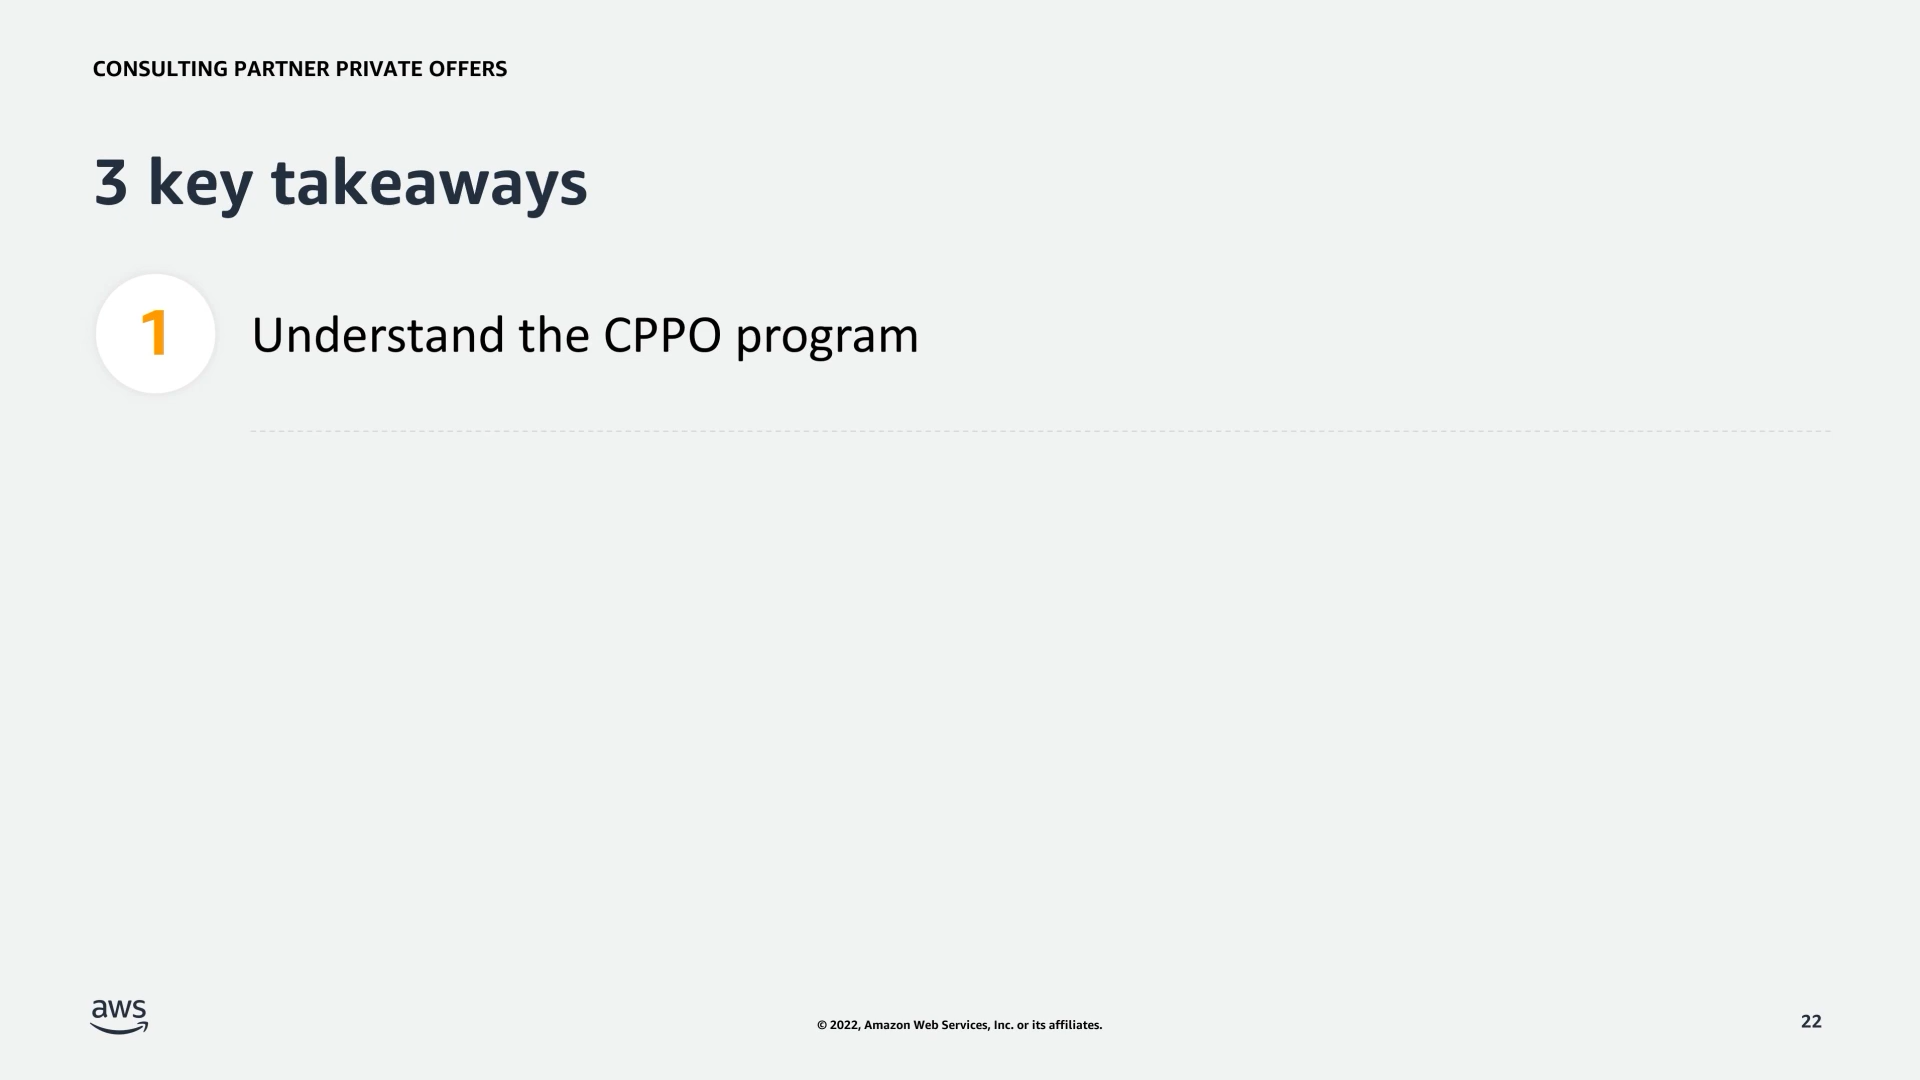 CONSULTING PARTNER PRIVATE OFFERS
3 key takeaways
1
Understand the CPPO program
aws
© 2022, Amazon Web Services, Inc. or its affiliates.
22